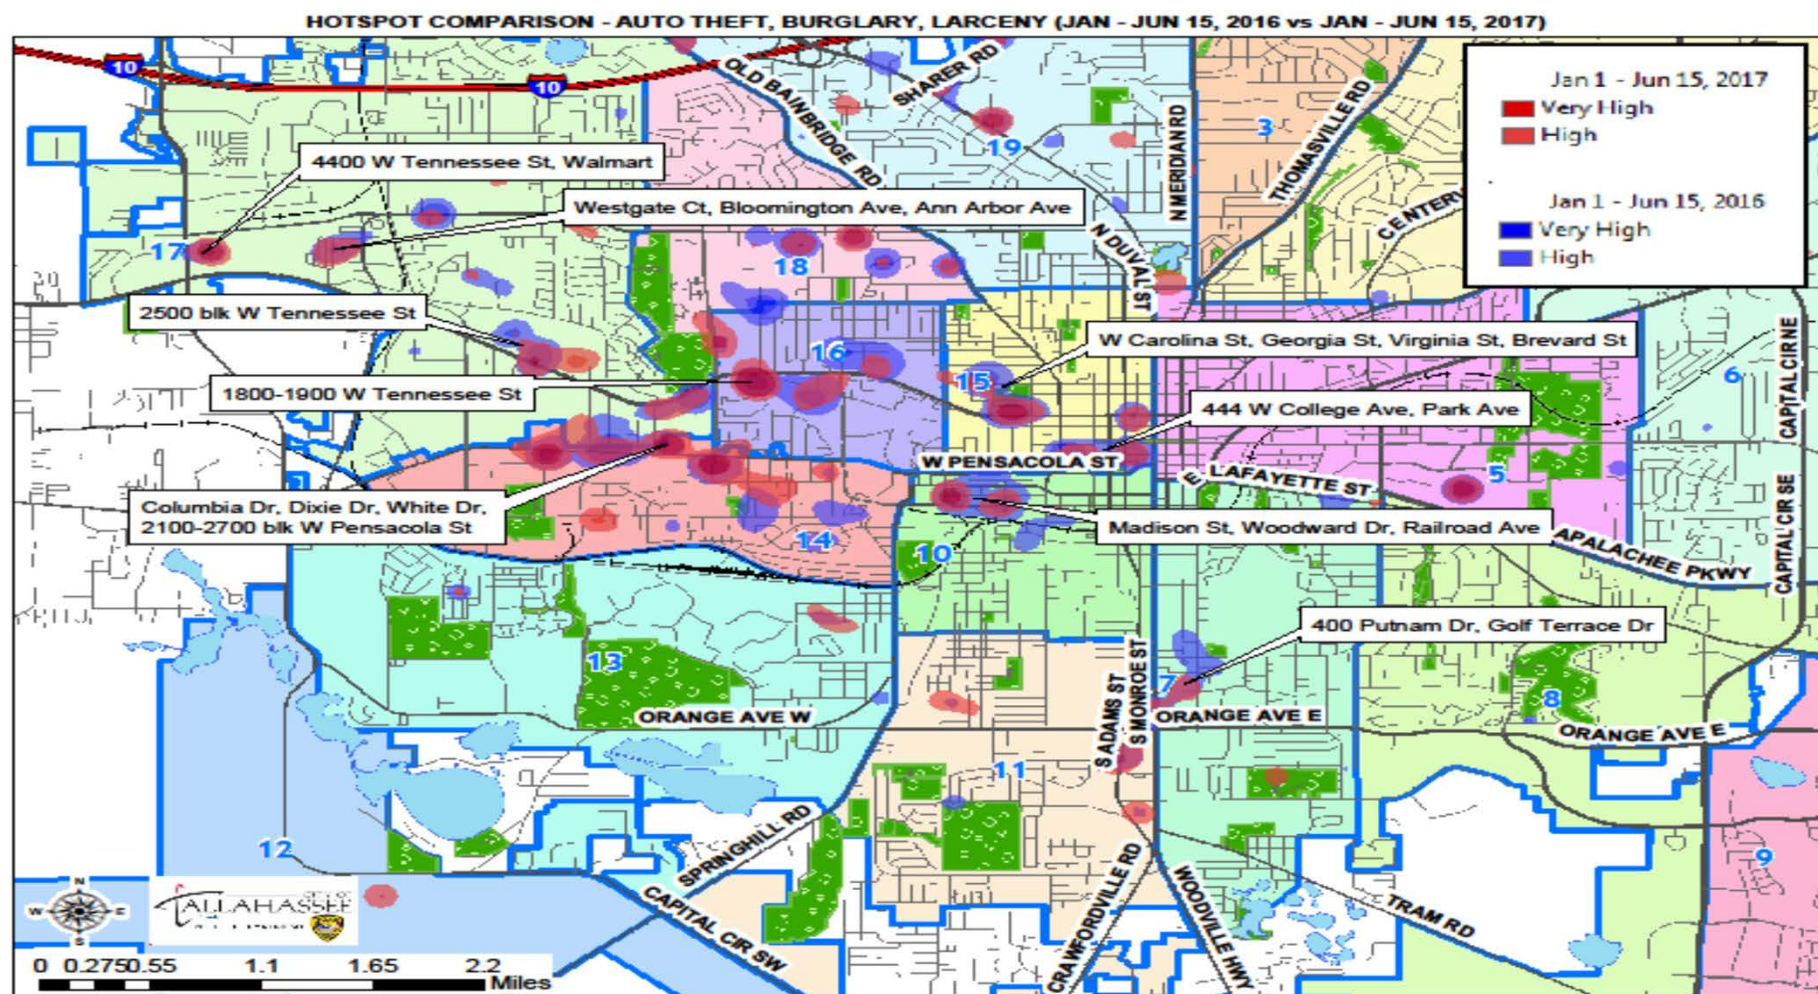 HOTSPOT COMPARISON - AUTO THEFT, BURGLARY, LARCENY (JAN - JUN 15, 2016 vs JAN - JUN 15, 2017)
Jan 1 - Jun 15, 2017
Very High
High
Jan 1 - Jun 15, 2016
Very High
High
10
10
OLD BAINBRIDGE RD
SHARER RD
N MERIDIAN RD
THOMASVILLE RD
3
19
4400 W Tennessee St, Walmart
Westgate Ct, Bloomington Ave, Ann Arbor Ave
17
18
N DUVAL ST
2500 blk W Tennessee St
W Carolina St, Georgia St, Virginia St, Brevard St
16
15
6
CAPITAL CIR NE
1800-1900 W Tennessee St
444 W College Ave, Park Ave
W PENSACOLA ST
E LAFAYETTE ST
5
Columbia Dr, Dixie Dr, White Dr,
2100-2700 blk W Pensacola St
Madison St, Woodward Dr, Railroad Ave
14
10
APALACHEE PKWY
CAPITAL CIR SE
400 Putnam Dr, Golf Terrace Dr
13
7
8
ORANGE AVE W
S ADAMS ST
S MONROE ST
ORANGE AVE E
ORANGE AVE E
11
12
9
SPRINGHILL RD
CAPITAL CIR SW
CRAWFORDVILLE RD
WOODVILLE HWY
TRAM RD
N
W
E
S
CITY OF
TALLAHASSEE
0 0.275 0.55 1.1 1.65 2.2
Miles